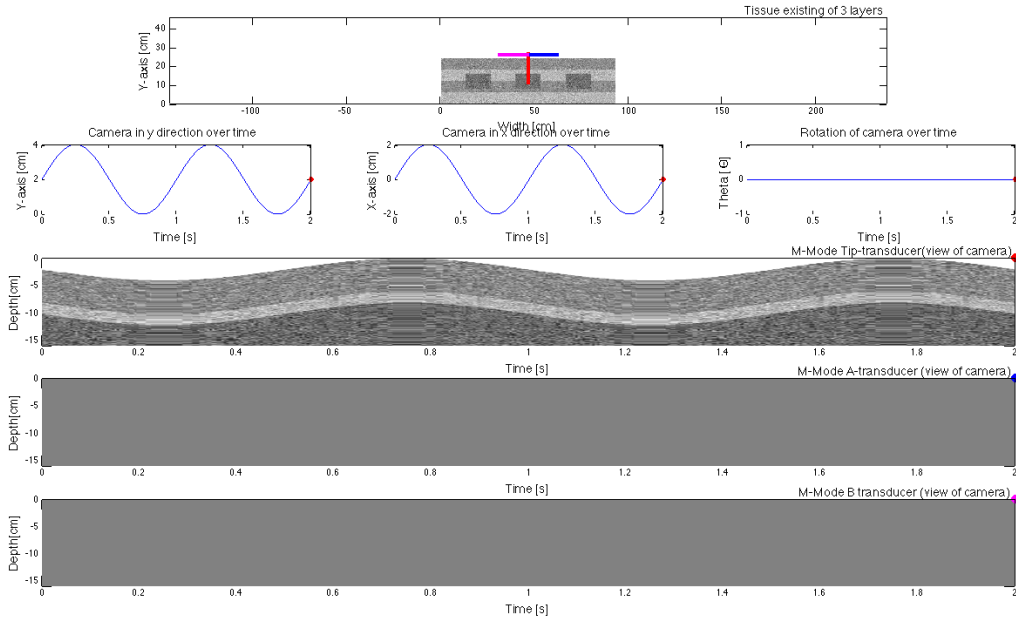 Tissue existing of 3 layers
Y-axis [cm]
40
30
20
10
0
-100 -50 0 50 100 150 200
Width [cm]
Camera in y direction over time
Y-axis [cm]
4
2
0
0 0.5 1 1.5 2
Time [s]
Camera in x direction over time
X-axis [cm]
2
0
-2
0 0.5 1 1.5 2
Time [s]
Rotation of camera over time
Theta [Θ]
1
0
-1
0 0.5 1 1.5 2
Time [s]
M-Mode Tip-transducer(view of camera)
Depth[cm]
0
-5
-10
-15
0 0.2 0.4 0.6 0.8 1 1.2 1.4 1.6 1.8 2
Time [s]
M-Mode A-transducer (view of camera)
Depth[cm]
0
-5
-10
-15
0 0.2 0.4 0.6 0.8 1 1.2 1.4 1.6 1.8 2
Time [s]
M-Mode B transducer (view of camera)
Depth[cm]
0
-5
-10
-15
0 0.2 0.4 0.6 0.8 1 1.2 1.4 1.6 1.8 2
Time [s]